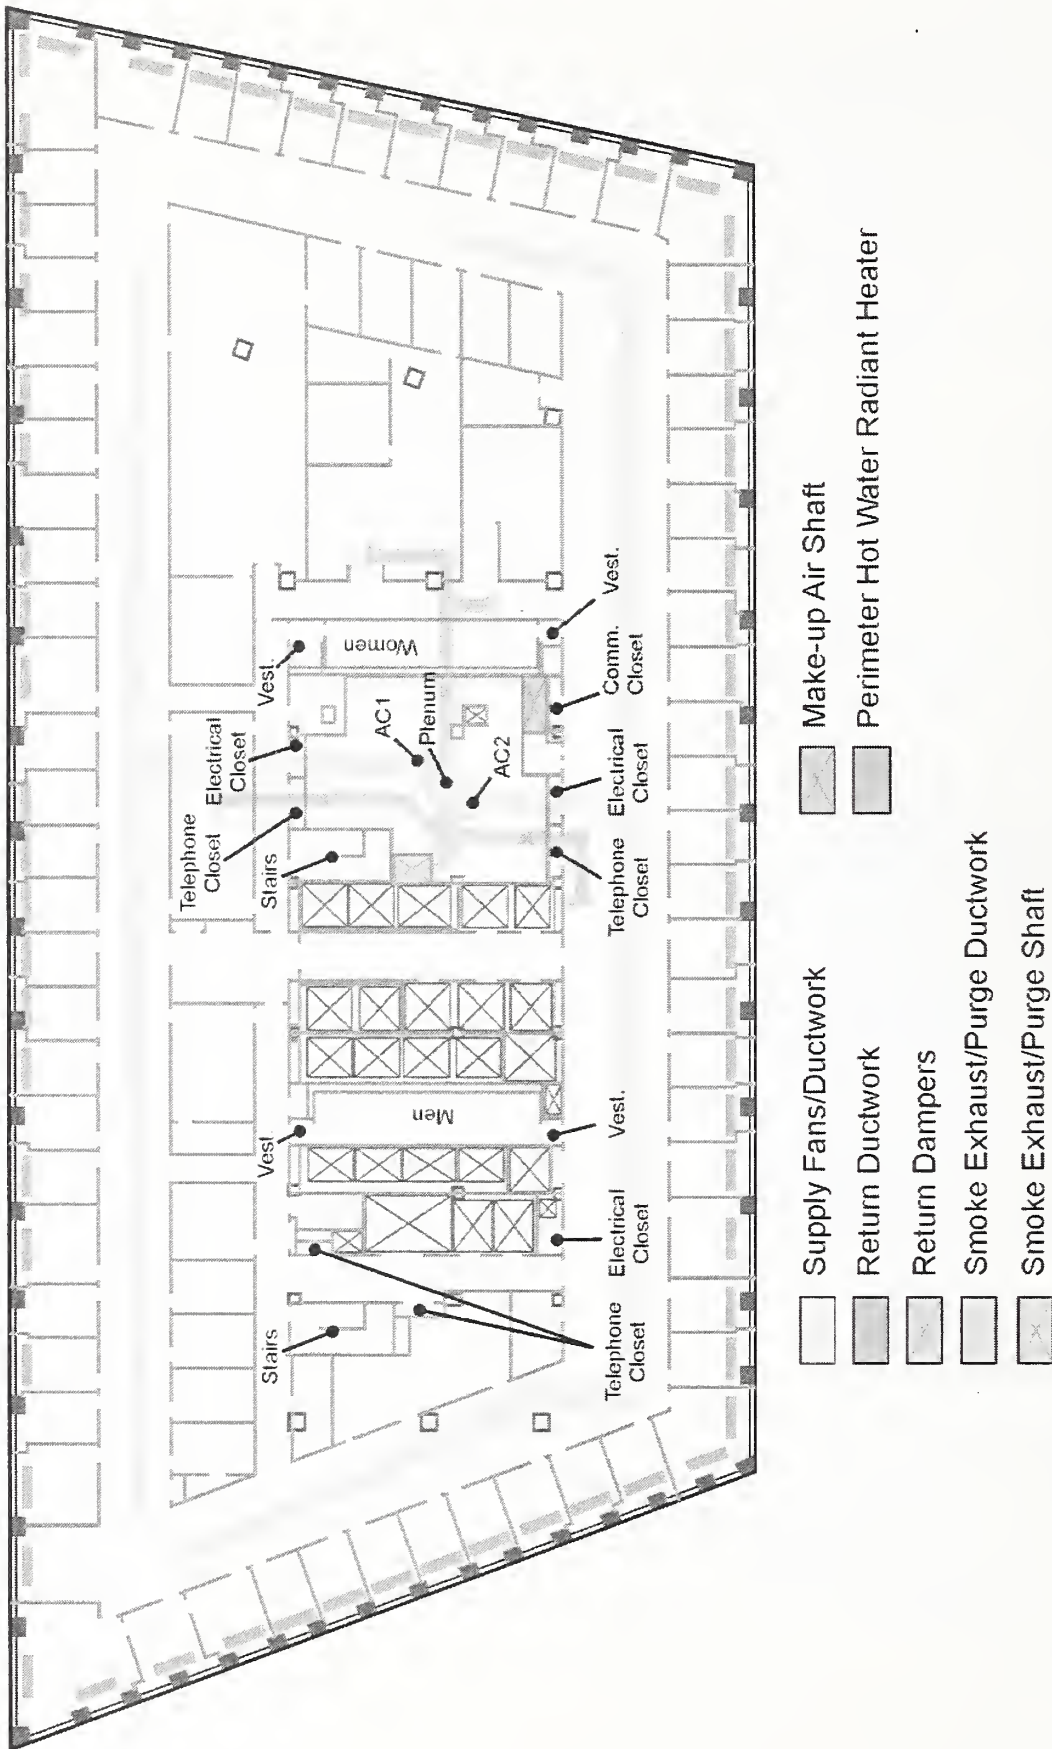 Telephone
Closet
Electrical
Closet
Vest.
Stairs
AC1
Plenum
AC2
Women
Vest.
Comm.
Closet
Electrical
Closet
Telephone
Closet
Vest.
Men
Vest.
Stairs
Electrical
Closet
Telephone
Closet
Supply Fans/Ductwork
Return Ductwork
Return Dampers
Smoke Exhaust/Purge Ductwork
Smoke Exhaust/Purge Shaft
Make-up Air Shaft
Perimeter Hot Water Radiant Heater